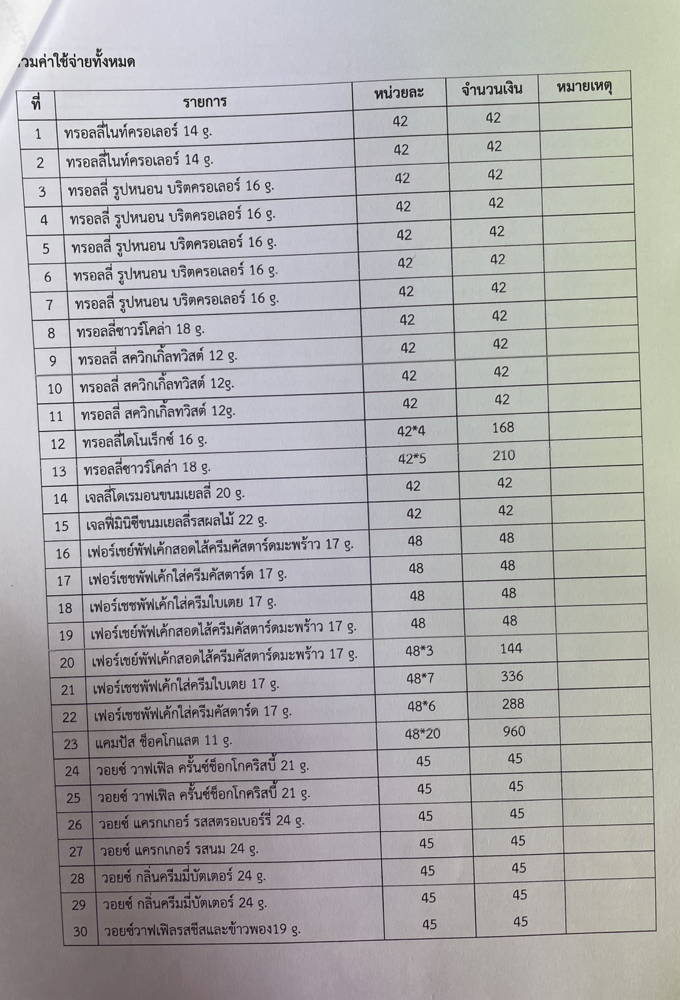 รวมค่าใช้จ่ายทั้งหมด
ที่ รายการ หน่วยละ จำนวนเงิน หมายเหตุ
1 ทรอลลี่ไนท์ครอเลอร์ 14 g. 42 42
2 ทรอลลี่ไนท์ครอเลอร์ 14 g. 42 42
3 ทรอลลี่ รูปหนอน บริตครอเลอร์ 16 g. 42 42
4 ทรอลลี่ รูปหนอน บริตครอเลอร์ 16 g. 42 42
5 ทรอลลี่ รูปหนอน บริตครอเลอร์ 16 g. 42 42
6 ทรอลลี่ รูปหนอน บริตครอเลอร์ 16 g. 42 42
7 ทรอลลี่ รูปหนอน บริตครอเลอร์ 16 g. 42 42
8 ทรอลลี่ซาวร์โคล่า 18 g. 42 42
9 ทรอลลี่ สควิกเกิ้ลทวิสต์ 12 g. 42 42
10 ทรอลลี่ สควิกเกิ้ลทวิสต์ 12g. 42 42
11 ทรอลลี่ สควิกเกิ้ลทวิสต์ 12g. 42 42
12 ทรอลลี่ไดโนเร็กซ์ 16 g. 42*4 168
13 ทรอลลี่ซาวร์โคล่า 18 g. 42*5 210
14 เจลลี่โดเรมอนขนมเยลลี่ 20 g. 42 42
15 เจลฟี่มินิซีขนมเยลลี่รสผลไม้ 22 g. 42 42
16 เฟอร์เชย์พัฟเค้กสอดไส้ครีมคัสตาร์ดมะพร้าว 17 g. 48 48
17 เฟอร์เชชพัฟเค้กใส่ครีมคัสตาร์ด 17 g. 48 48
18 เฟอร์เชชพัฟเค้กใส่ครีมใบเตย 17 g. 48 48
19 เฟอร์เชย์พัฟเค้กสอดไส้ครีมคัสตาร์ดมะพร้าว 17 g. 48 48
20 เฟอร์เชย์พัฟเค้กสอดไส้ครีมคัสตาร์ดมะพร้าว 17 g. 48*3 144
21 เฟอร์เชชพัฟเค้กใส่ครีมใบเตย 17 g. 48*7 336
22 เฟอร์เชชพัฟเค้กใส่ครีมคัสตาร์ด 17 g. 48*6 288
23 แคมปัส ช็อคโกแลต 11 g. 48*20 960
24 วอยซ์ วาฟเฟิล ครั้นซ์ช็อกโกคริสบี้ 21 g. 45 45
25 วอยซ์ วาฟเฟิล ครั้นซ์ช็อกโกคริสบี้ 21 g. 45 45
26 วอยซ์ แครกเกอร์ รสสตรอเบอร์รี่ 24 g. 45 45
27 วอยซ์ แครกเกอร์ รสนม 24 g. 45 45
28 วอยซ์ กลิ่นครีมมี่บัตเตอร์ 24 g. 45 45
29 วอยซ์ กลิ่นครีมมี่บัตเตอร์ 24 g. 45 45
30 วอยซ์วาฟเฟิลรสชีสและข้าวพอง19 g. 45 45